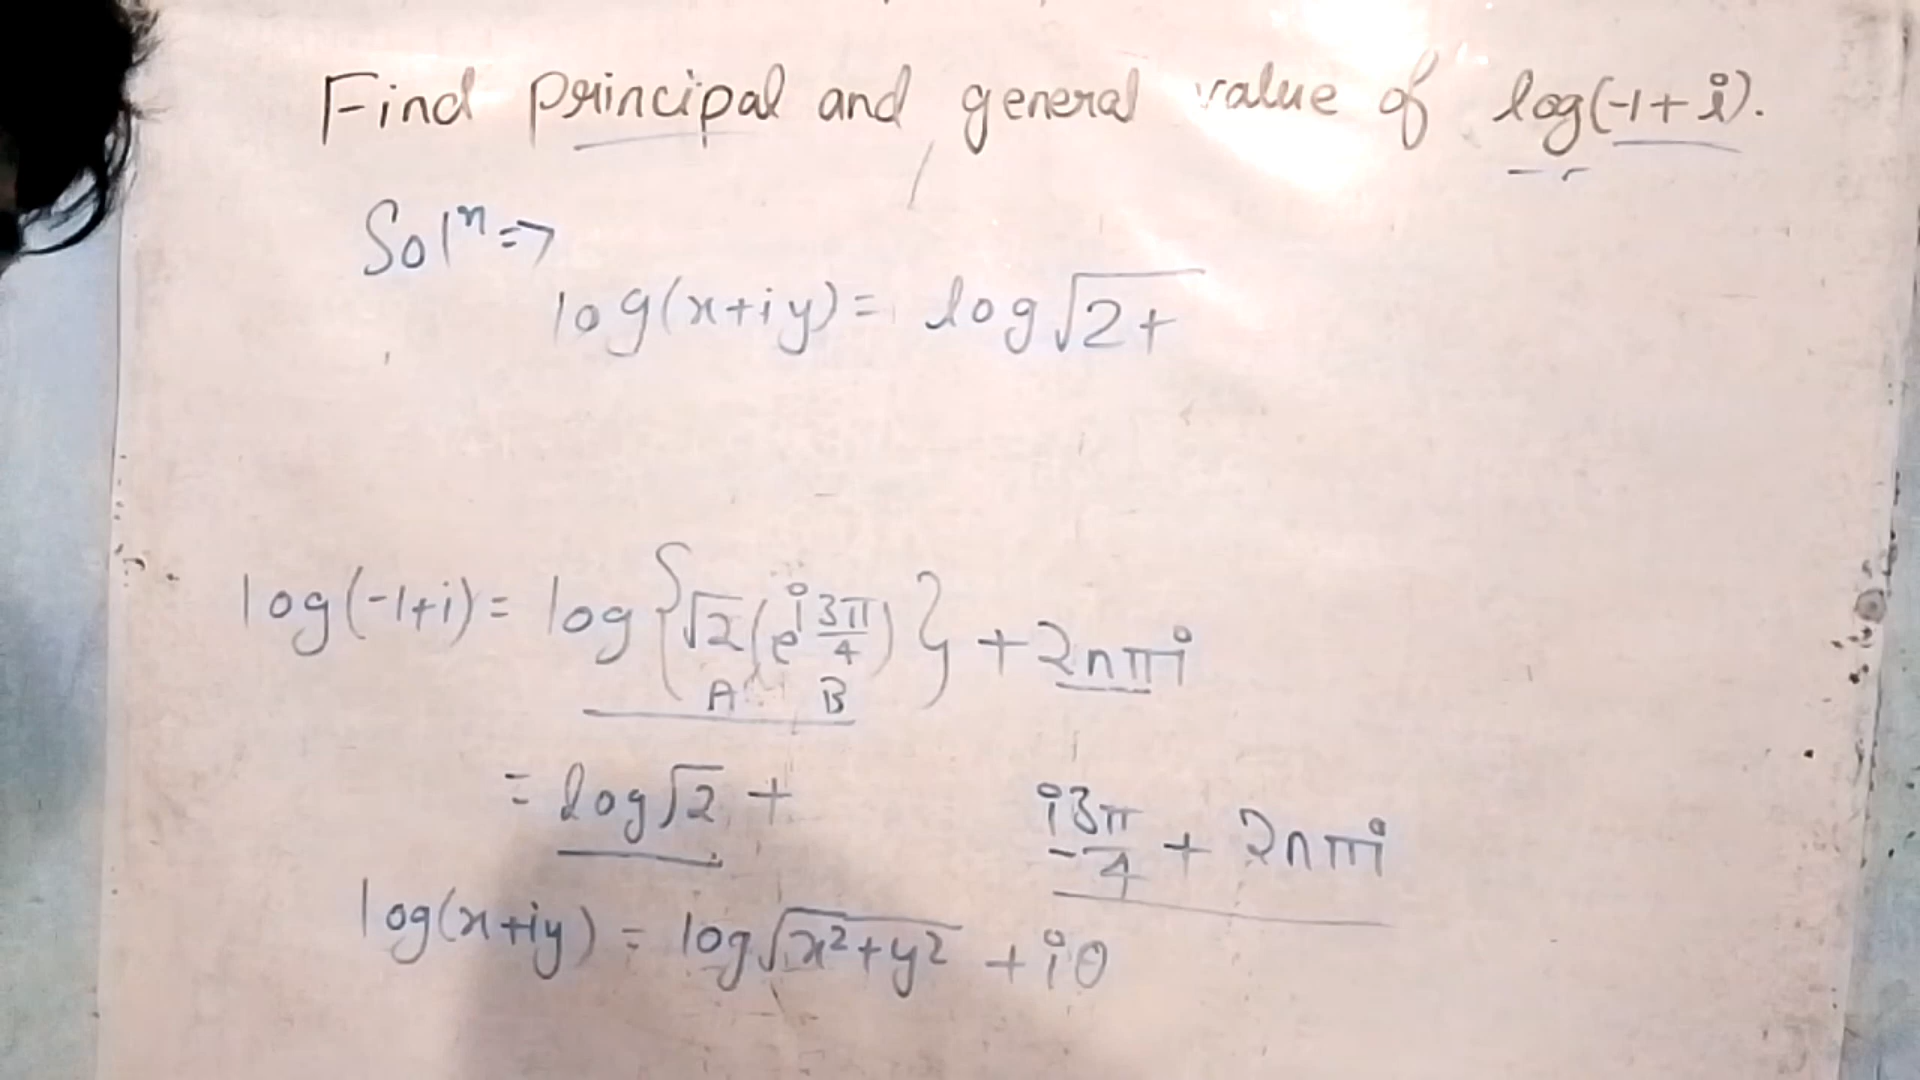 Find principal and general value of log(-1+i).
Solⁿ ⇒
log(x+iy) = log√2+
log(-1+i) = log{√2(e^i3π/4)} + 2nπi
A B
= log√2 + i3π/4 + 2nπi
log(x+iy) = log√x²+y² + iθ